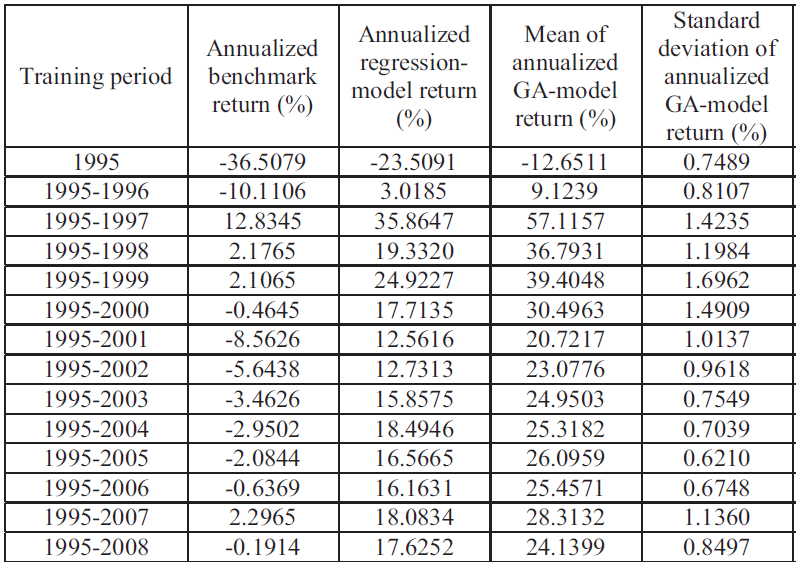 Training period Annualized benchmark return (%) Annualized regression-model return (%) Mean of annualized GA-model return (%) Standard deviation of annualized GA-model return (%)
1995 -36.5079 -23.5091 -12.6511 0.7489
1995-1996 -10.1106 3.0185 9.1239 0.8107
1995-1997 12.8345 35.8647 57.1157 1.4235
1995-1998 2.1765 19.3320 36.7931 1.1984
1995-1999 2.1065 24.9227 39.4048 1.6962
1995-2000 -0.4645 17.7135 30.4963 1.4909
1995-2001 -8.5626 12.5616 20.7217 1.0137
1995-2002 -5.6438 12.7313 23.0776 0.9618
1995-2003 -3.4626 15.8575 24.9503 0.7549
1995-2004 -2.9502 18.4946 25.3182 0.7039
1995-2005 -2.0844 16.5665 26.0959 0.6210
1995-2006 -0.6369 16.1631 25.4571 0.6748
1995-2007 2.2965 18.0834 28.3132 1.1360
1995-2008 -0.1914 17.6252 24.1399 0.8497